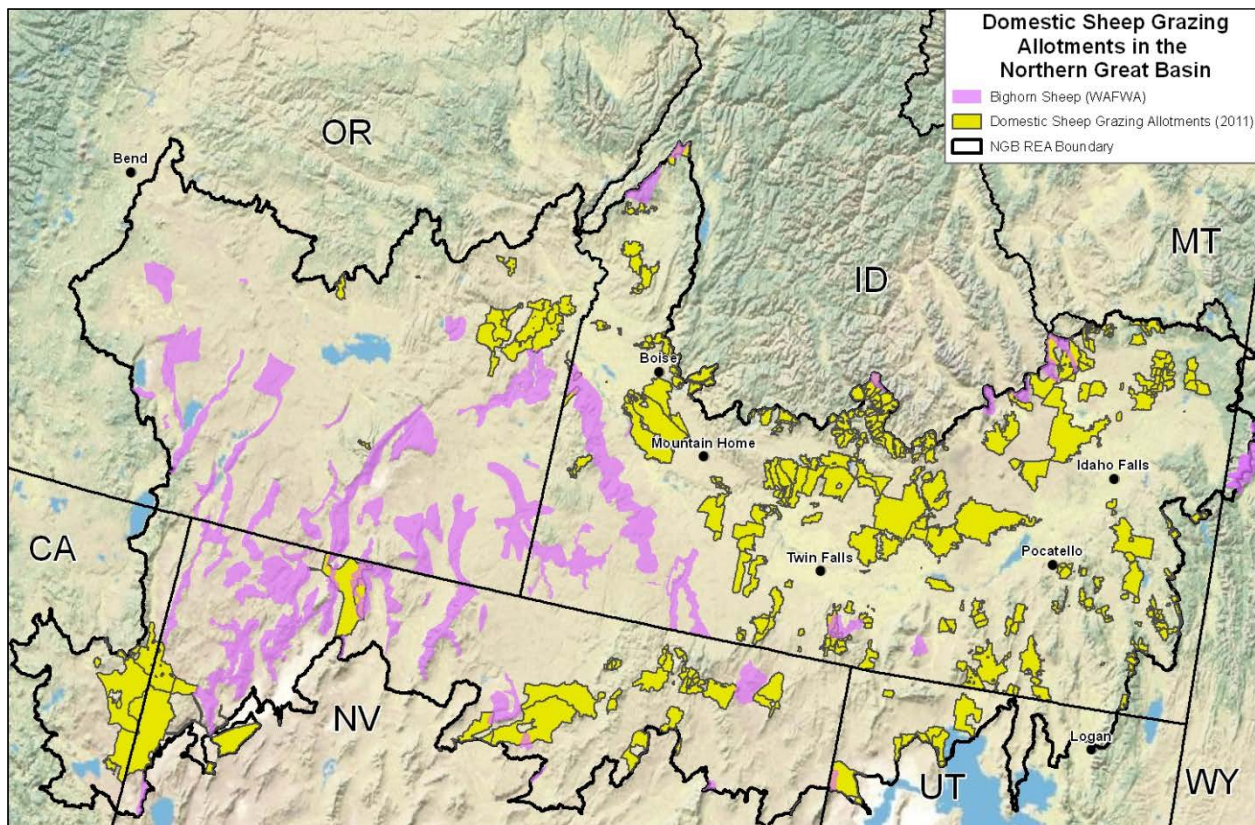 Domestic Sheep Grazing
Allotments in the
Northern Great Basin
Bighorn Sheep (WAFWA)
Domestic Sheep Grazing Allotments (2011)
NGB REA Boundary
OR
Bend
MT
ID
Boise
Mountain Home
Idaho Falls
CA
Twin Falls
Pocatello
NV
Logan
UT
WY